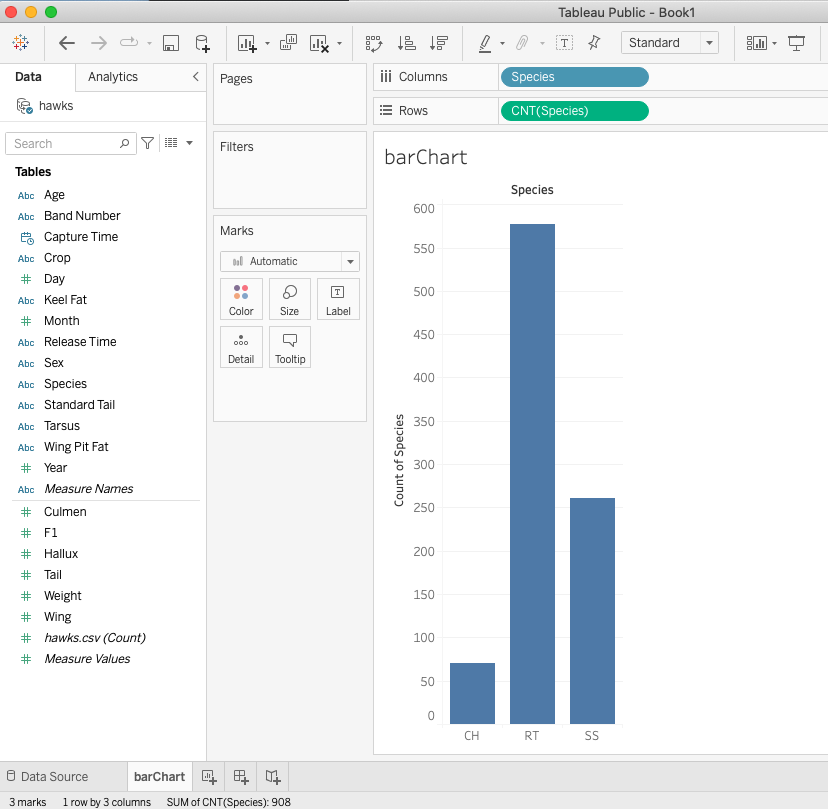 Tableau Public - Book1
Standard
Data
Analytics
hawks
Search
Tables
Abc Age
Abc Band Number
Capture Time
Abc Crop
# Day
Abc Keel Fat
# Month
Abc Release Time
Abc Sex
Abc Species
Abc Standard Tail
Abc Tarsus
Abc Wing Pit Fat
# Year
Abc Measure Names
# Culmen
# F1
# Hallux
# Tail
# Weight
# Wing
# hawks.csv (Count)
# Measure Values
Pages
Filters
Marks
Automatic
Color Size T Label
Detail Tooltip
Columns Species
Rows CNT(Species)
barChart
Species
Count of Species
600
550
500
450
400
350
300
250
200
150
100
50
0
CH RT SS
Data Source barChart
3 marks 1 row by 3 columns SUM of CNT(Species): 908